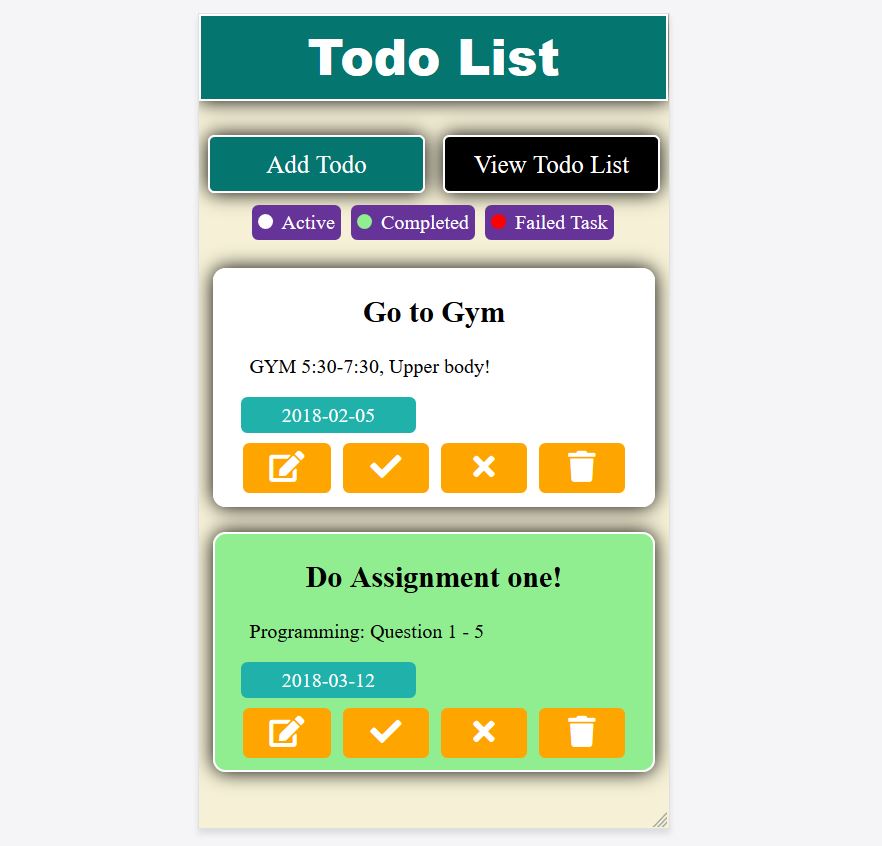 Todo List
Add Todo View Todo List
Active Completed Failed Task
Go to Gym
GYM 5:30-7:30, Upper body!
2018-02-05
Do Assignment one!
Programming: Question 1 - 5
2018-03-12